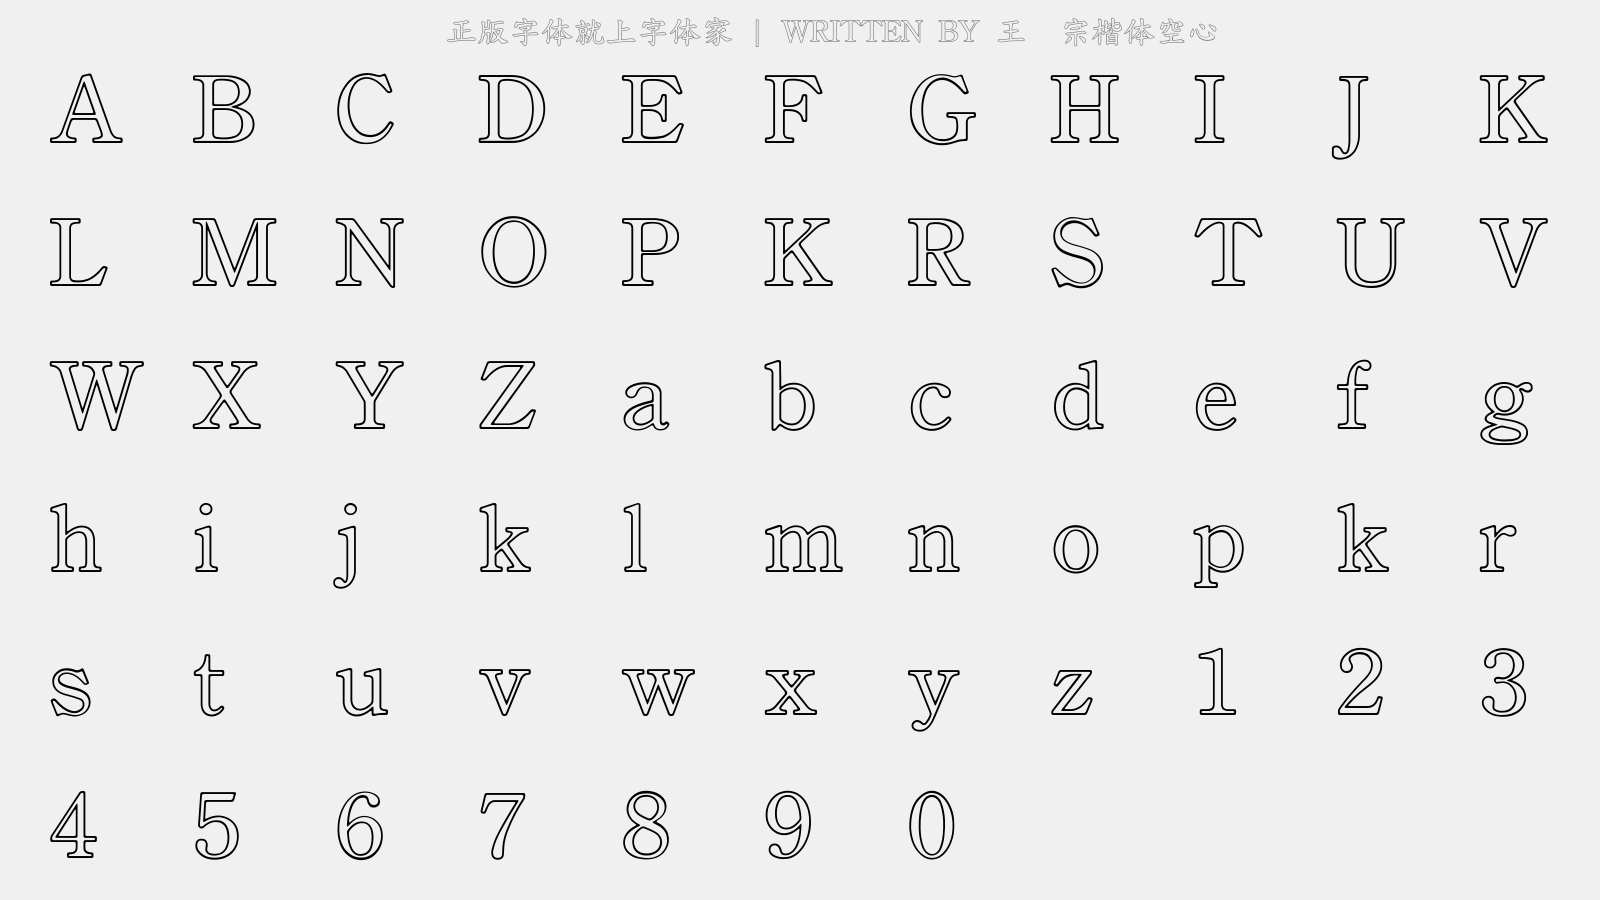 正版字体就上字体家 | WRITTEN BY 王 宗楷体空心
A B C D E F G H I J K
L M N O P K R S T U V
W X Y Z a b c d e f g
h i j k l m n o p k r
s t u v w x y z 1 2 3
4 5 6 7 8 9 0